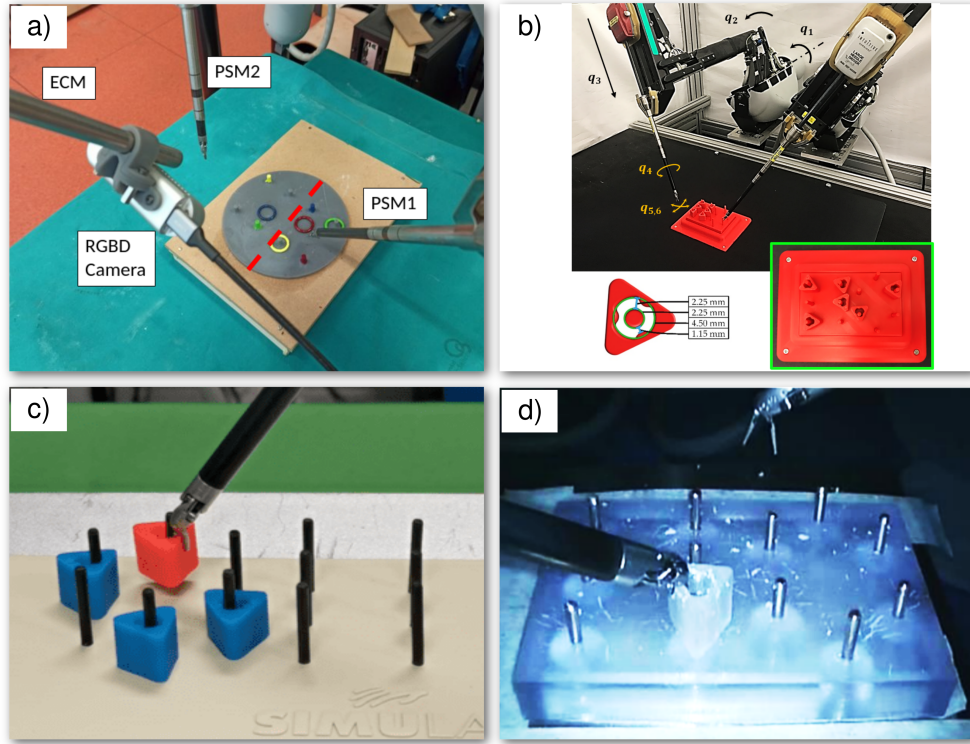 a)
ECM
PSM2
PSM1
RGBD
Camera
b)
q₂
q₁
q₃
q₄
q₅,₆
2.25 mm
2.25 mm
4.50 mm
1.15 mm
c)
SIMULA
d)